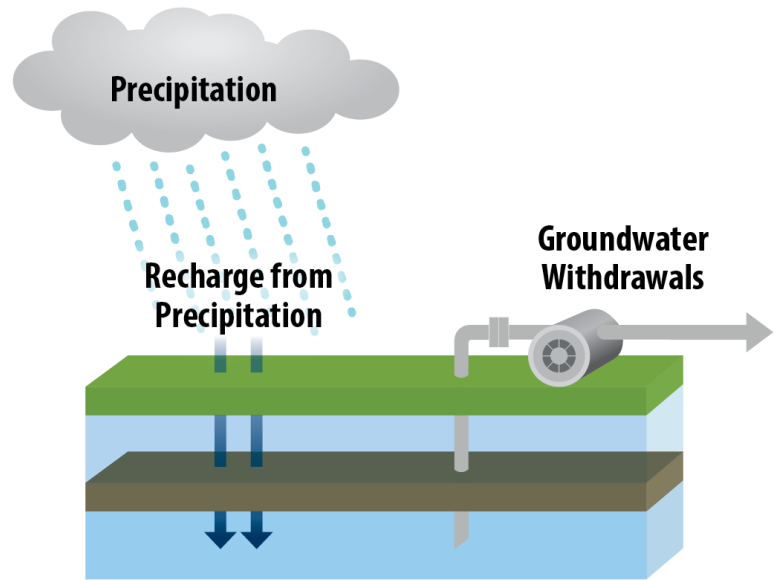 Precipitation
Recharge from
Precipitation
Groundwater
Withdrawals